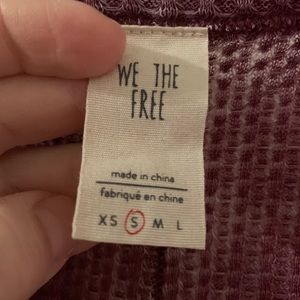 WE THE
FREE
made in china
fabriqué en chine
XS S M L